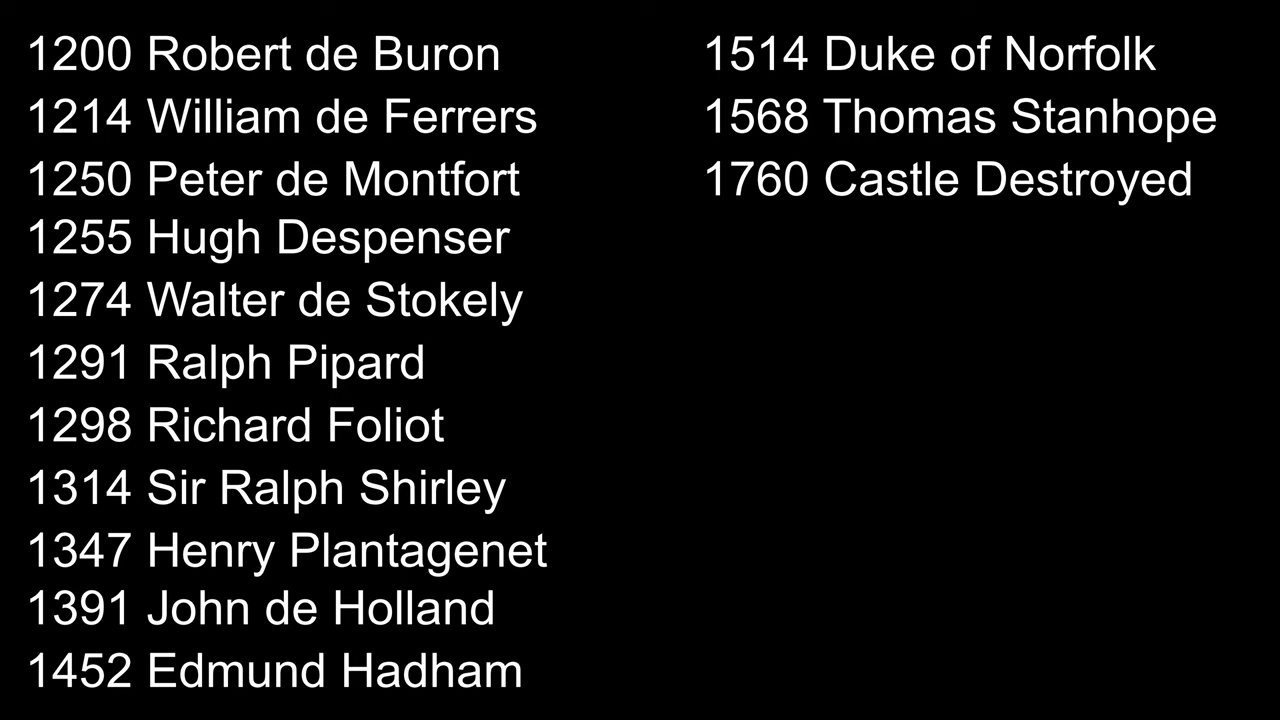 1200 Robert de Buron
1214 William de Ferrers
1250 Peter de Montfort
1255 Hugh Despenser
1274 Walter de Stokely
1291 Ralph Pipard
1298 Richard Foliot
1314 Sir Ralph Shirley
1347 Henry Plantagenet
1391 John de Holland
1452 Edmund Hadham
1514 Duke of Norfolk
1568 Thomas Stanhope
1760 Castle Destroyed